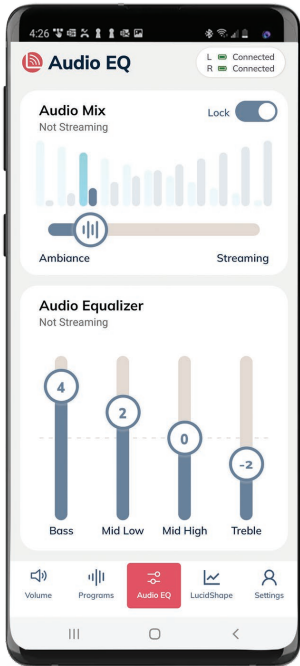 4:26
Audio EQ
L Connected
R Connected
Audio Mix
Lock
Not Streaming
Ambiance Streaming
Audio Equalizer
Not Streaming
4
2
0
-2
Bass Mid Low Mid High Treble
Volume Programs Audio EQ LucidShape Settings